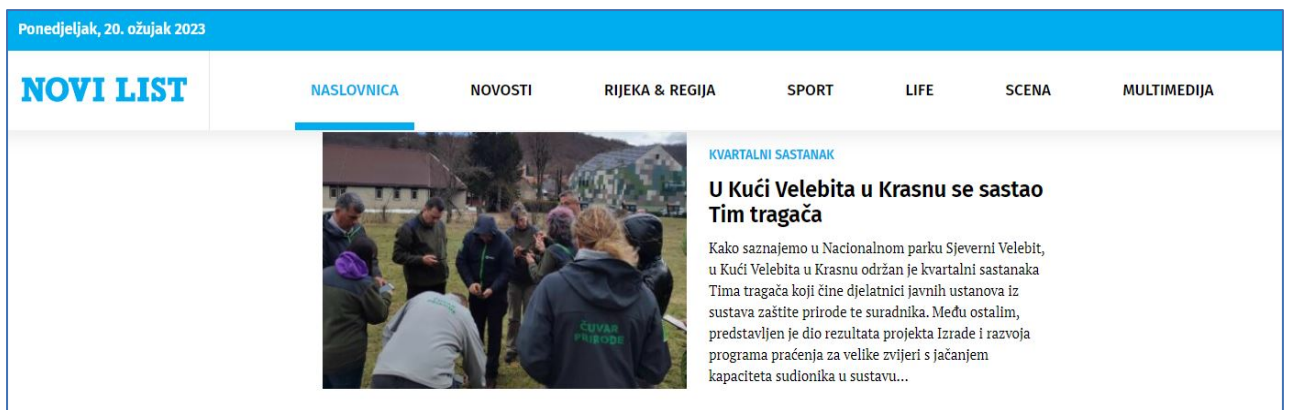 Ponedjeljak, 20. ožujak 2023
NOVI LIST
NASLOVNICA NOVOSTI RIJEKA & REGIJA SPORT LIFE SCENA MULTIMEDIJA
KVARTALNI SASTANAK
U Kući Velebita u Krasnu se sastao
Tim tragača
Kako saznajemo u Nacionalnom parku Sjeverni Velebit,
u Kući Velebita u Krasnu održan je kvartalni sastanaka
Tima tragača koji čine djelatnici javnih ustanova iz
sustava zaštite prirode te suradnika. Među ostalim,
predstavljen je dio rezultata projekta Izrade i razvoja
programa praćenja za velike zvijeri s jačanjem
kapaciteta sudionika u sustavu...
ČUVAR
PRIRODE